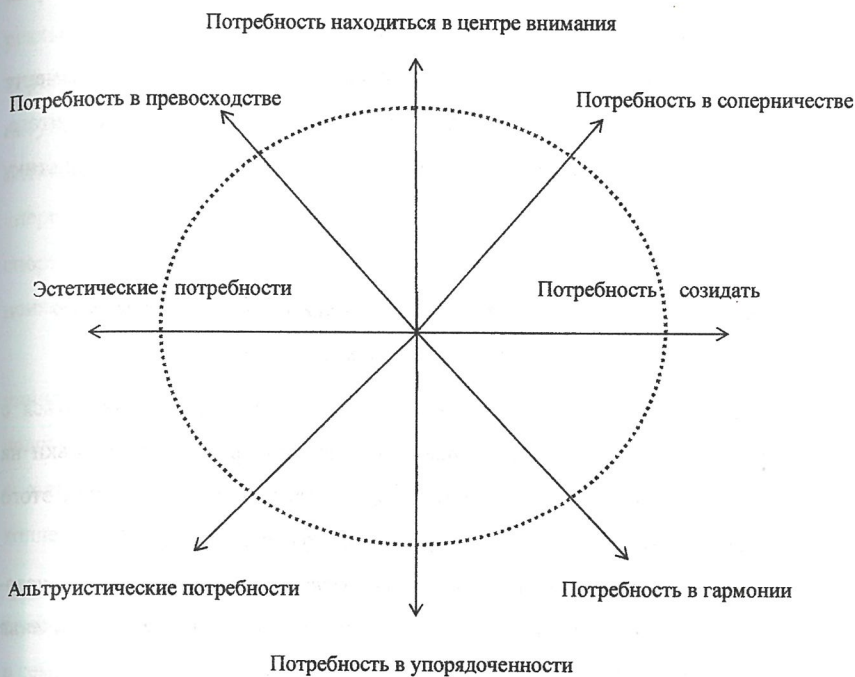 Потребность находиться в центре внимания
Потребность в превосходстве
Потребность в соперничестве
Эстетические потребности
Потребность созидать
Альтруистические потребности
Потребность в гармонии
Потребность в упорядоченности